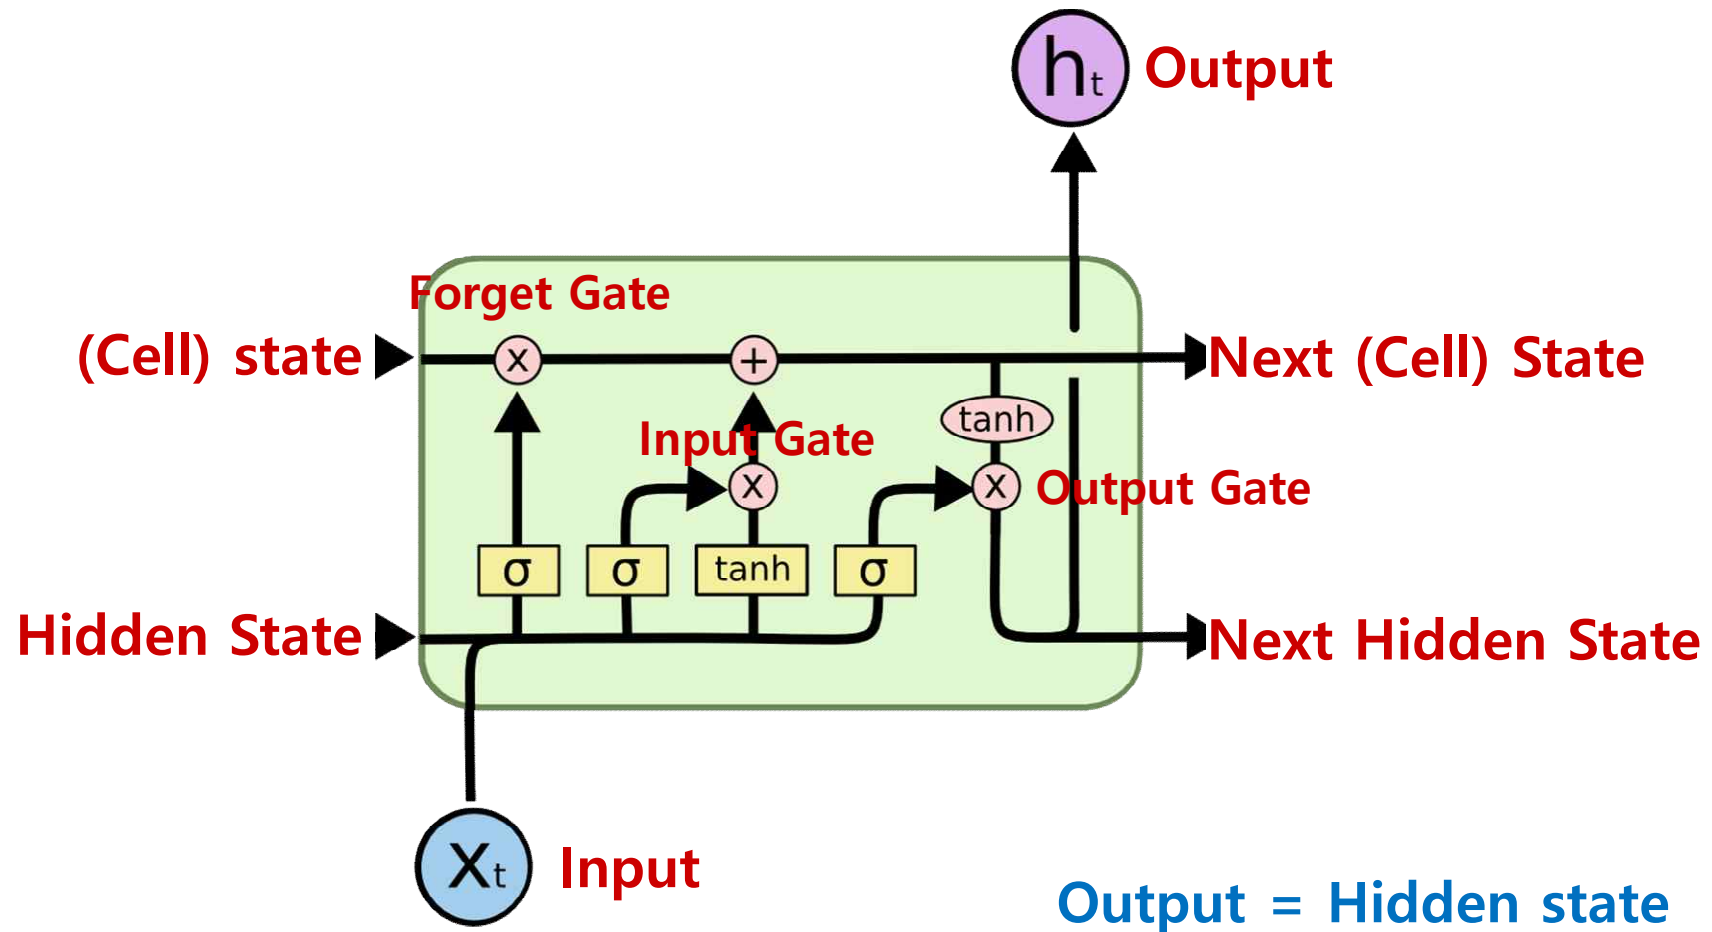 ht Output
Forget Gate
(Cell) state
x
+
Next (Cell) State
tanh
Input Gate
x
x
Output Gate
σ
σ
tanh
σ
Hidden State
Next Hidden State
Xt Input
Output = Hidden state